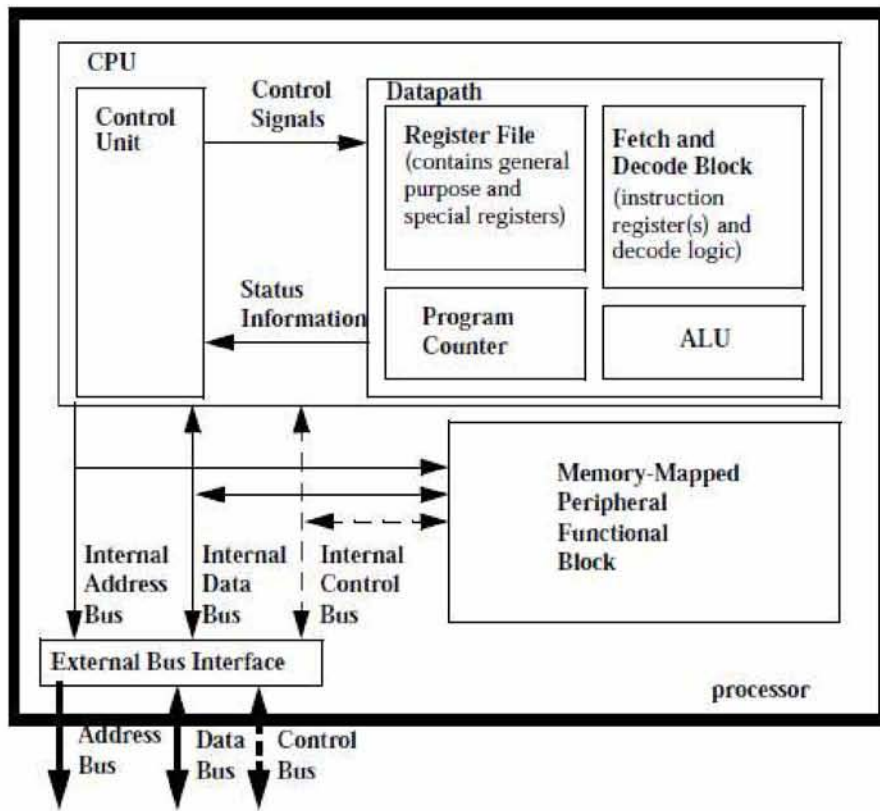 CPU
Control
Unit
Control
Signals
Status
Information
Datapath
Register File
(contains general
purpose and
special registers)
Fetch and
Decode Block
(instruction
register(s) and
decode logic)
Program
Counter
ALU
Memory-Mapped
Peripheral
Functional
Block
Internal
Address
Bus
Internal
Data
Bus
Internal
Control
Bus
External Bus Interface
processor
Address
Bus
Data
Bus
Control
Bus